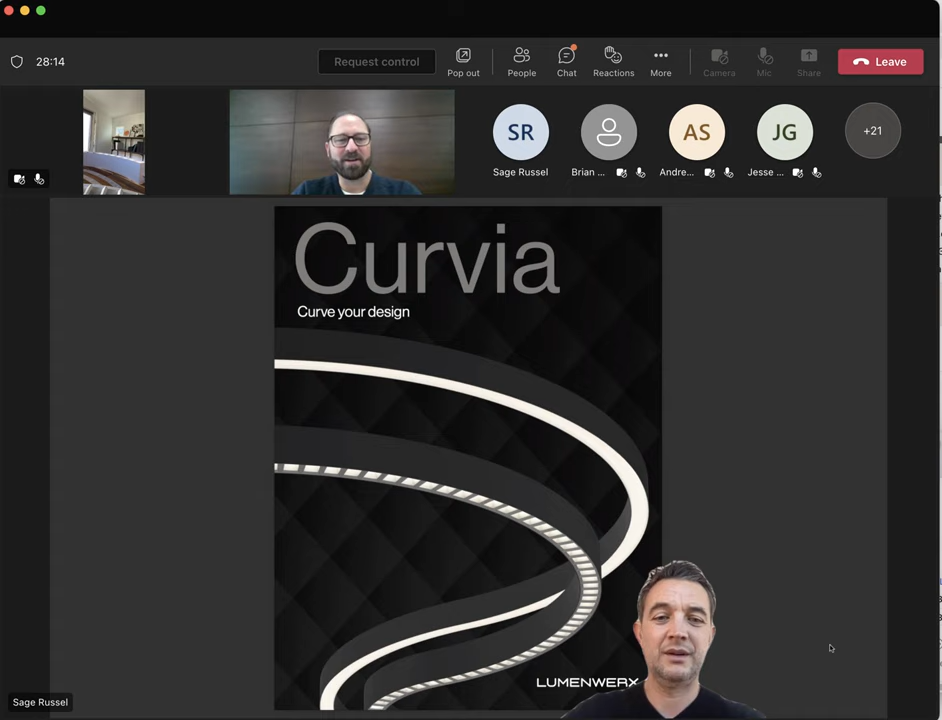 28:14
Request control
Pop out
People
Chat
Reactions
More
Camera
Mic
Share
Leave
SR
AS
JG
+21
Sage Russel
Brian ...
Andre...
Jesse ...
Curvia
Curve your design
LUMENWERX
Sage Russel